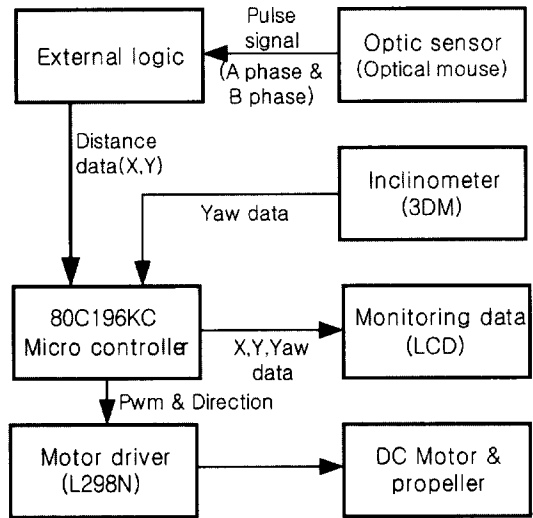 Pulse
signal
External logic
(A phase &
B phase)
Optic sensor
(Optical mouse)
Distance
data(X,Y)
Yaw data
Inclinometer
(3DM)
80C196KC
Micro controller
X,Y,Yaw
data
Monitoring data
(LCD)
Pwm & Direction
Motor driver
(L298N)
DC Motor &
propeller